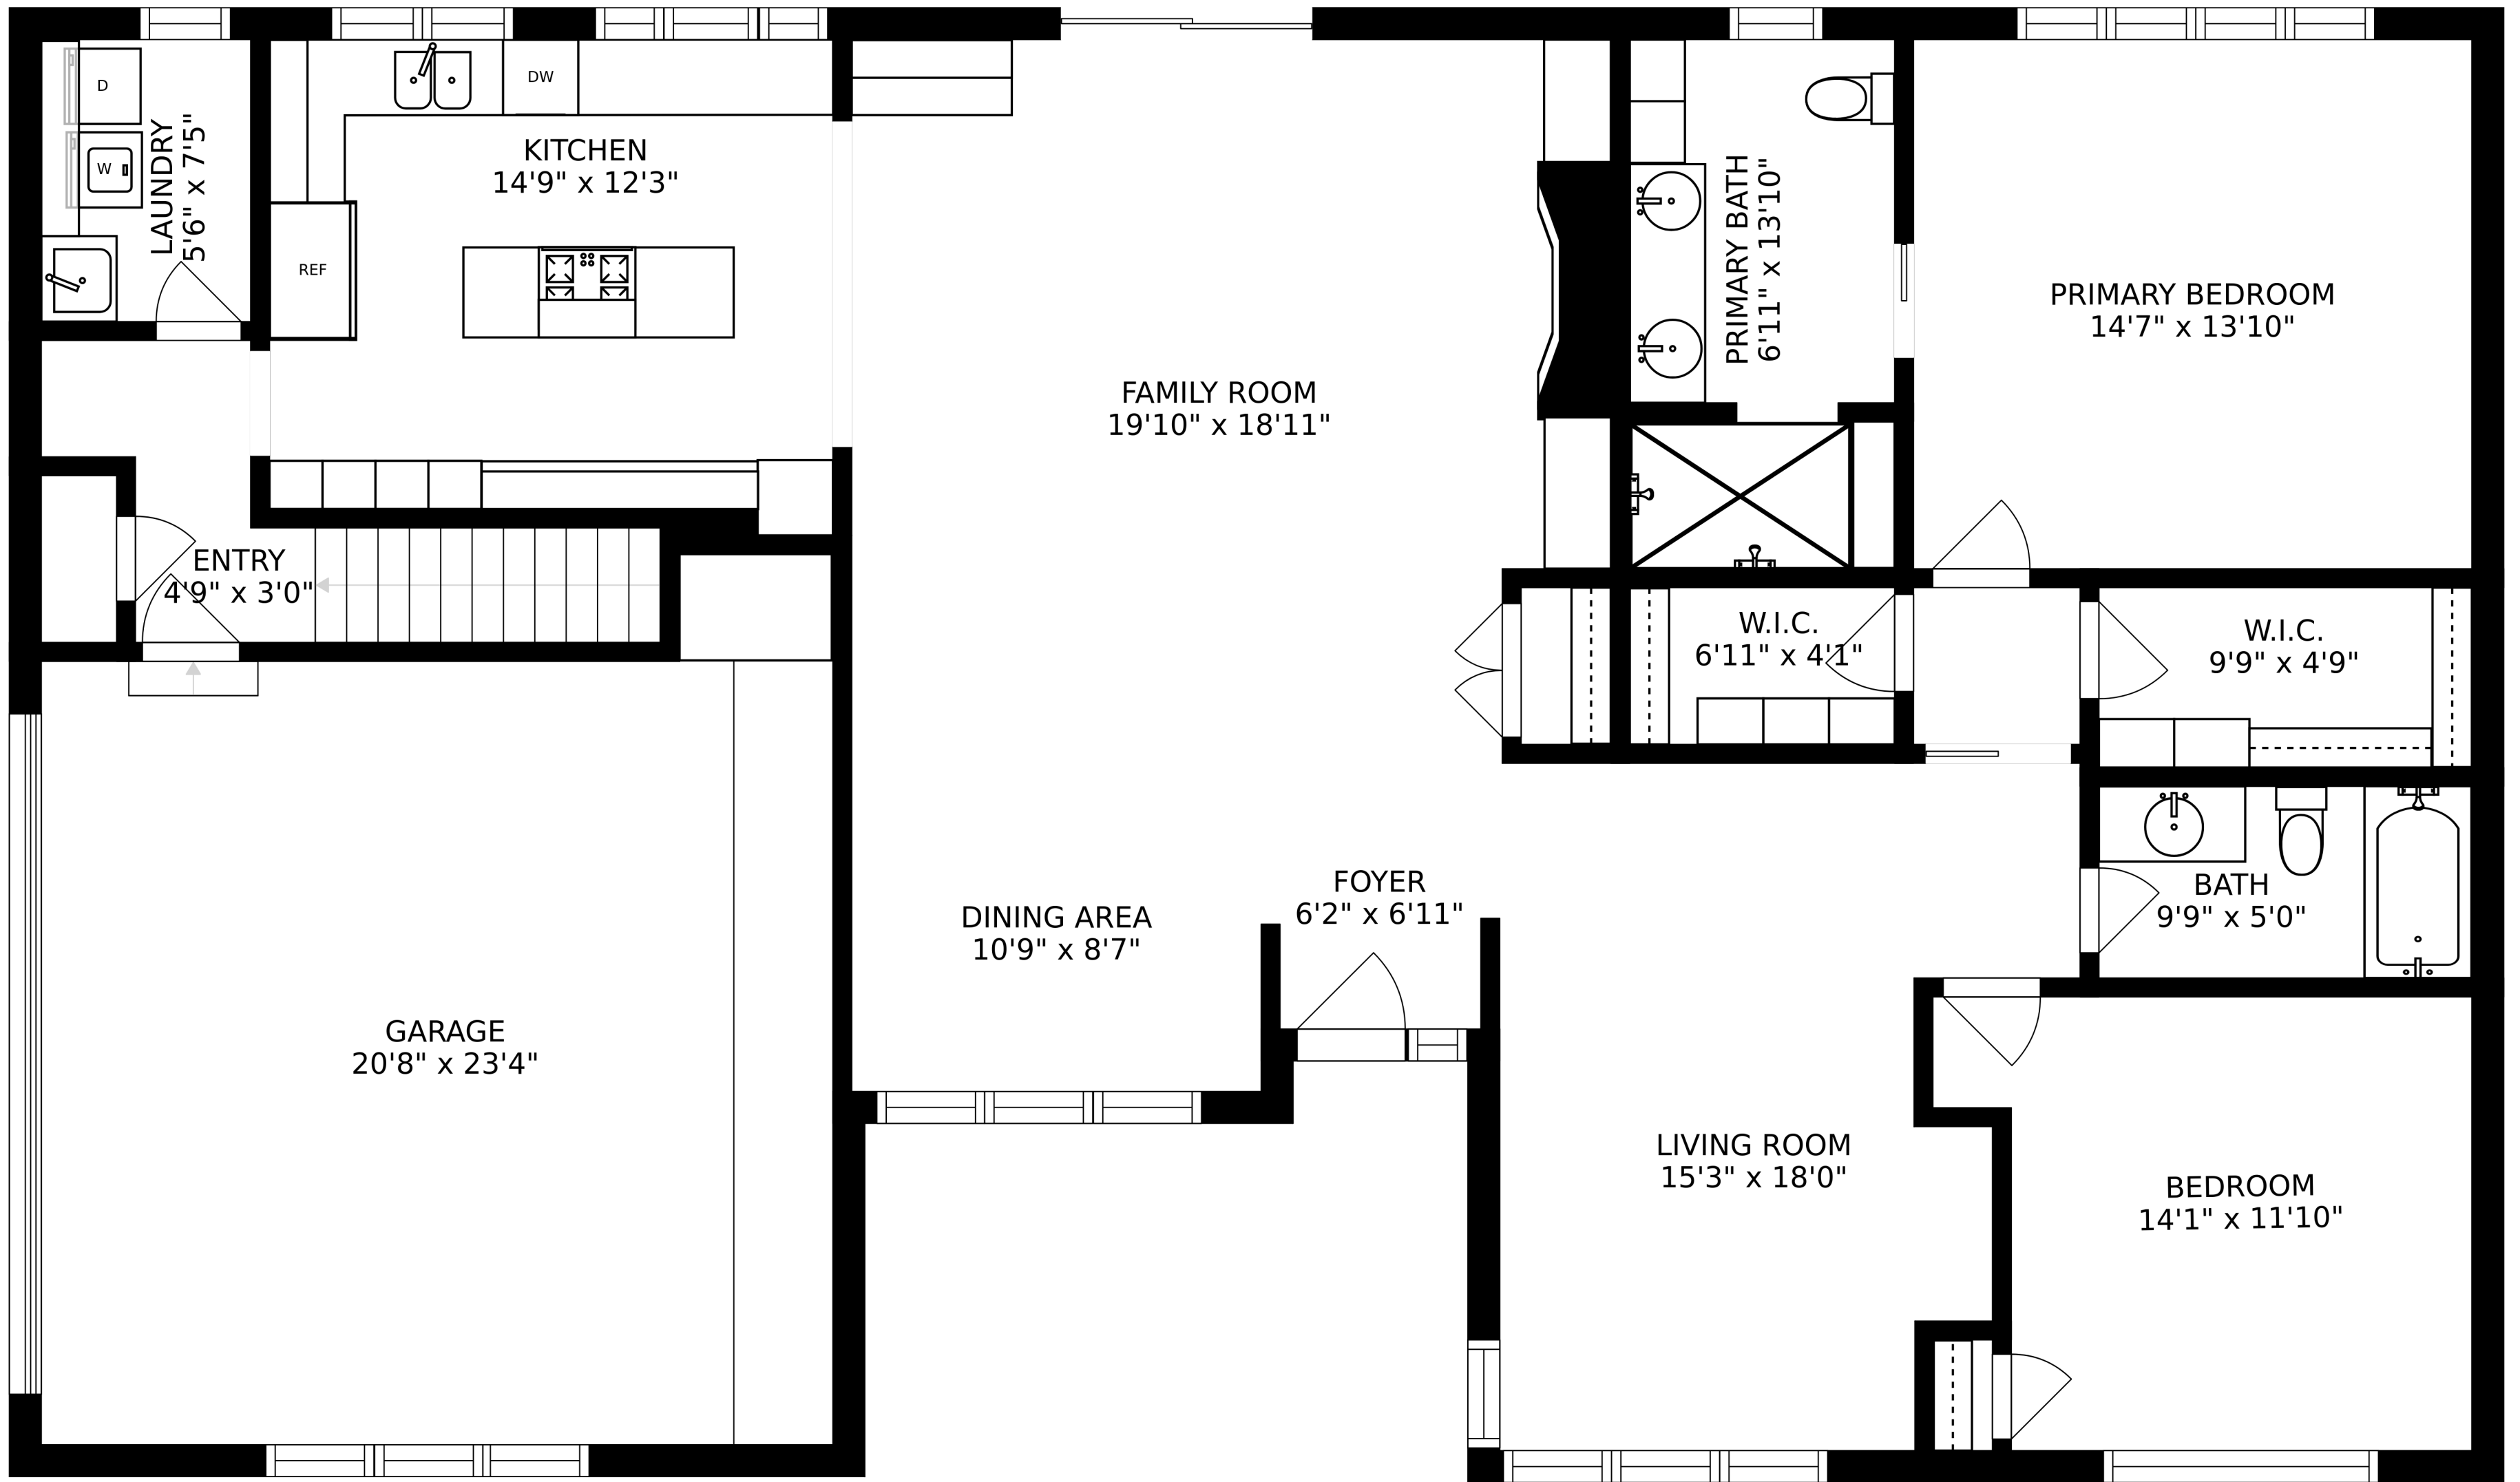 D
W
LAUNDRY
5'6" x 7'5"
DW
KITCHEN
14'9" x 12'3"
REF
FAMILY ROOM
19'10" x 18'11"
PRIMARY BATH
6'11" x 13'10"
PRIMARY BEDROOM
14'7" x 13'10"
ENTRY
4'9" x 3'0"
W.I.C.
6'11" x 4'1"
W.I.C.
9'9" x 4'9"
DINING AREA
10'9" x 8'7"
FOYER
6'2" x 6'11"
BATH
9'9" x 5'0"
GARAGE
20'8" x 23'4"
LIVING ROOM
15'3" x 18'0"
BEDROOM
14'1" x 11'10"